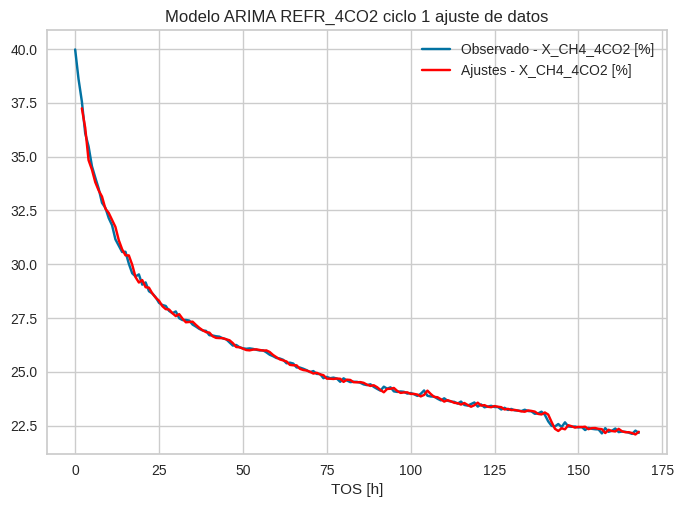 Modelo ARIMA REFR_4CO2 ciclo 1 ajuste de datos
Observado - X_CH4_4CO2 [%]
Ajustes - X_CH4_4CO2 [%]
40.0
37.5
35.0
32.5
30.0
27.5
25.0
22.5
0 25 50 75 100 125 150 175
TOS [h]